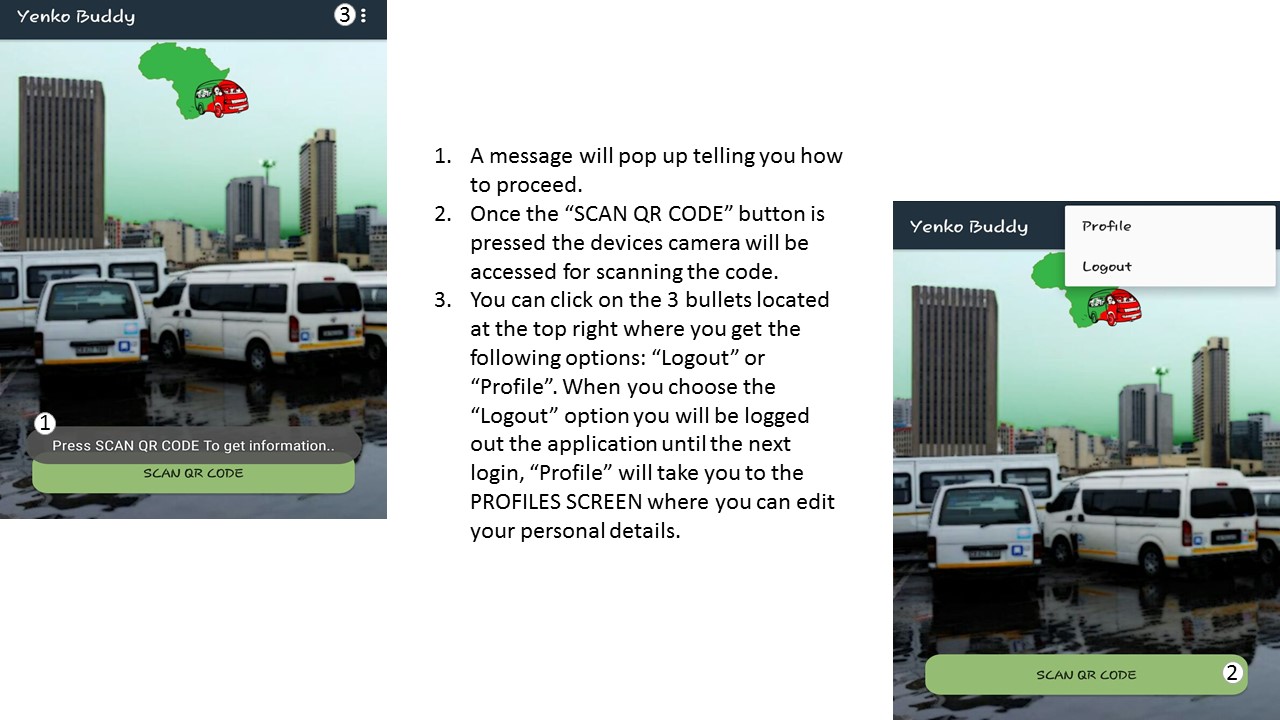 Yenko Buddy
3
1
Press SCAN QR CODE To get information..
SCAN QR CODE
1. A message will pop up telling you how
to proceed.
2. Once the “SCAN QR CODE” button is
pressed the devices camera will be
accessed for scanning the code.
3. You can click on the 3 bullets located
at the top right where you get the
following options: “Logout” or
“Profile”. When you choose the
“Logout” option you will be logged
out the application until the next
login, “Profile” will take you to the
PROFILES SCREEN where you can edit
your personal details.
Yenko Buddy
Profile
Logout
SCAN QR CODE
2